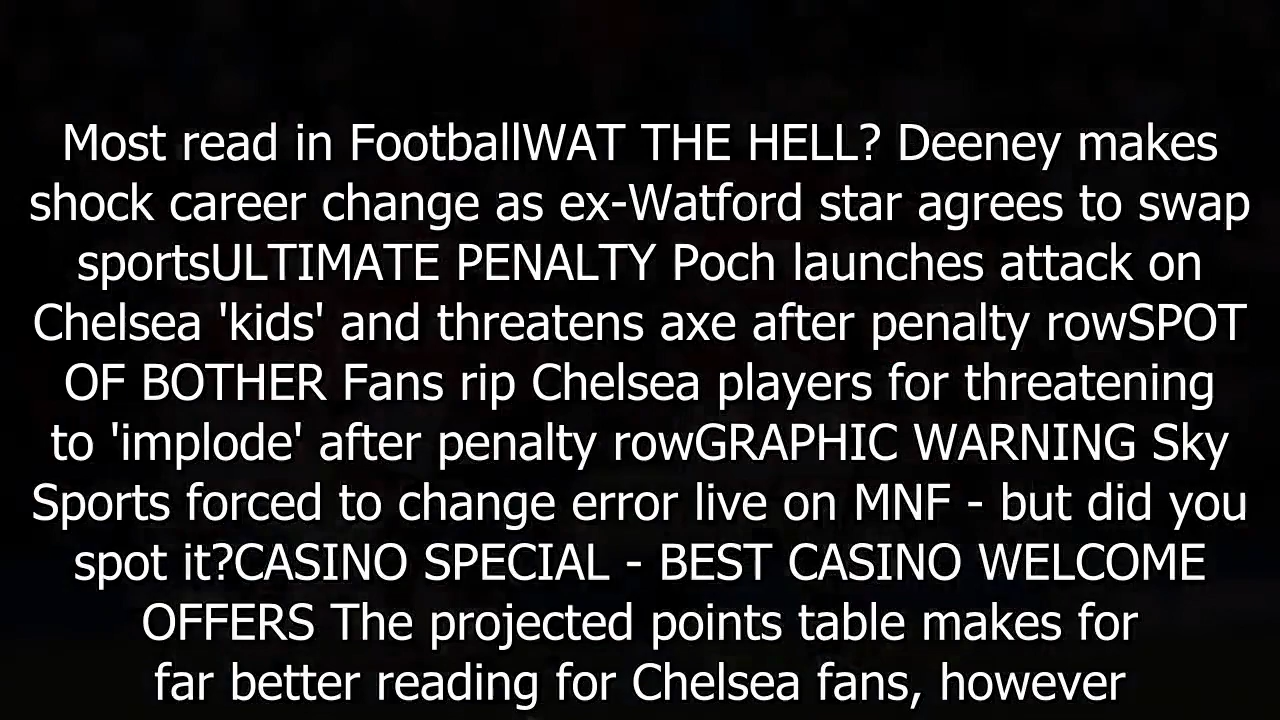 Most read in FootballWAT THE HELL? Deeney makes
shock career change as ex-Watford star agrees to swap
sportsULTIMATE PENALTY Poch launches attack on
Chelsea 'kids' and threatens axe after penalty rowSPOT
OF BOTHER Fans rip Chelsea players for threatening
to 'implode' after penalty rowGRAPHIC WARNING Sky
Sports forced to change error live on MNF - but did you
spot it?CASINO SPECIAL - BEST CASINO WELCOME
OFFERS The projected points table makes for
far better reading for Chelsea fans, however